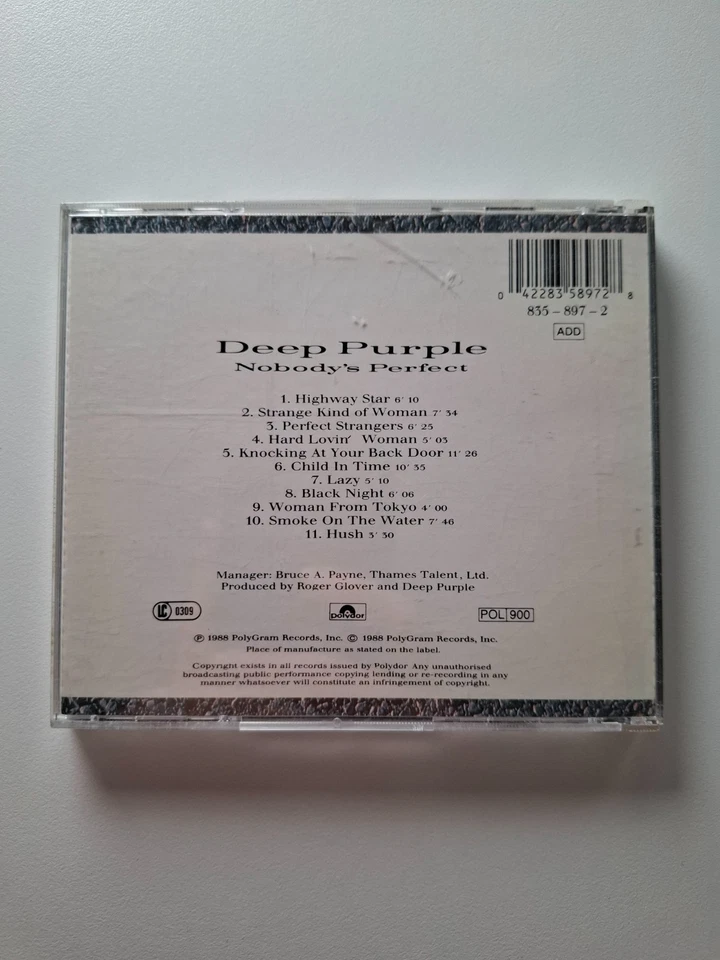 0 42283 58972 8
835-897-2
ADD
Deep Purple
Nobody's Perfect
1. Highway Star 6' 10
2. Strange Kind of Woman 7' 34
3. Perfect Strangers 6' 25
4. Hard Lovin' Woman 5' 03
5. Knocking At Your Back Door 11' 26
6. Child In Time 10' 35
7. Lazy 5' 10
8. Black Night 6' 06
9. Woman From Tokyo 4' 00
10. Smoke On The Water 7' 46
11. Hush 3' 30
Manager: Bruce A. Payne, Thames Talent, Ltd.
Produced by Roger Glover and Deep Purple
LC 0309 polydor POL 900
℗ 1988 PolyGram Records, Inc. © 1988 PolyGram Records, Inc.
Place of manufacture as stated on the label.
Copyright exists in all records issued by Polydor Any unauthorised
broadcasting public performance copying lending or re-recording in any
manner whatsoever will constitute an infringement of copyright.